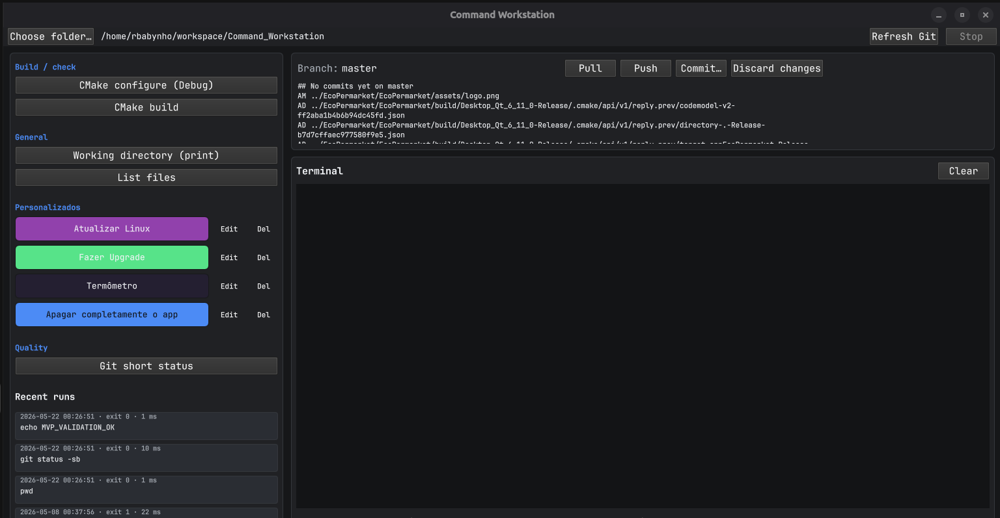 Command Workstation
Choose folder… /home/rbabynho/workspace/Command_Workstation
Refresh Git Stop
Build / check
CMake configure (Debug)
CMake build
General
Working directory (print)
List files
Personalizados
Atualizar Linux Edit Del
Fazer Upgrade Edit Del
Termômetro Edit Del
Apagar completamente o app Edit Del
Quality
Git short status
Recent runs
2026-05-22 00:26:51 · exit 0 · 1 ms
echo MVP_VALIDATION_OK
2026-05-22 00:26:51 · exit 0 · 10 ms
git status -sb
2026-05-22 00:26:51 · exit 0 · 1 ms
pwd
2026-05-08 00:37:56 · exit 1 · 22 ms
Branch: master Pull Push Commit… Discard changes
## No commits yet on master
AM ../EcoPermarket/EcoPermarket/assets/logo.png
AD ../EcoPermarket/EcoPermarket/build/Desktop_Qt_6_11_0-Release/.cmake/api/v1/reply.prev/codemodel-v2-
ff2aba1b4b6b94dc45fd.json
AD ../EcoPermarket/EcoPermarket/build/Desktop_Qt_6_11_0-Release/.cmake/api/v1/reply.prev/directory-.-Release-
b7d7cffaec977580f9e5.json
Terminal Clear